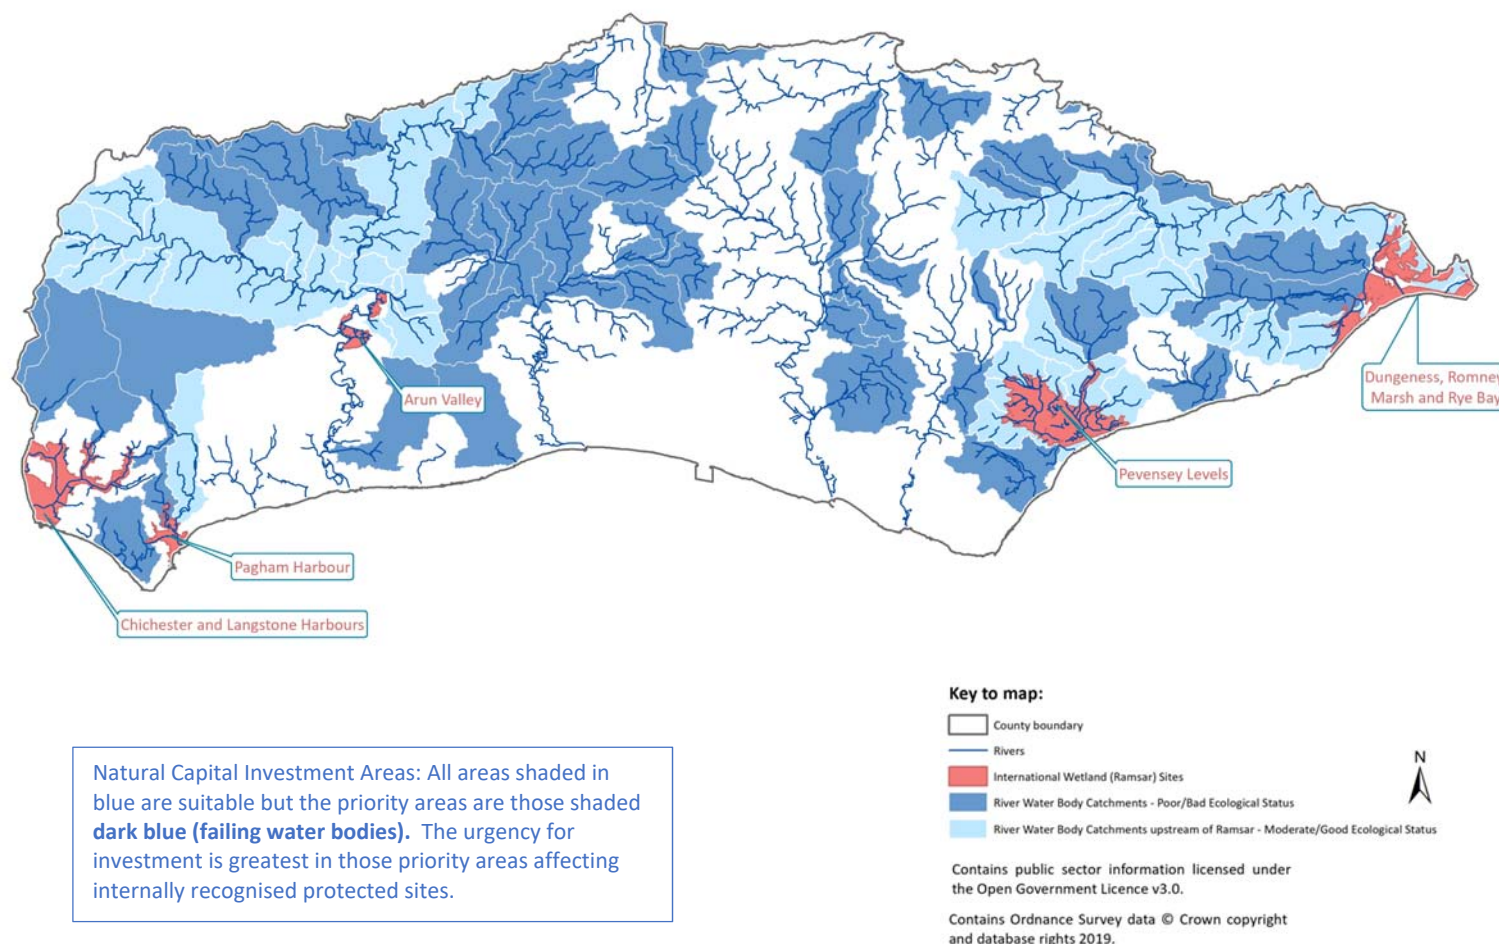 Arun Valley
Dungeness, Romney
Marsh and Rye Bay
Pevensey Levels
Pagham Harbour
Chichester and Langstone Harbours
Natural Capital Investment Areas: All areas shaded in
blue are suitable but the priority areas are those shaded
dark blue (failing water bodies). The urgency for
investment is greatest in those priority areas affecting
internally recognised protected sites.
Key to map:
County boundary
Rivers
International Wetland (Ramsar) Sites
River Water Body Catchments - Poor/Bad Ecological Status
River Water Body Catchments upstream of Ramsar - Moderate/Good Ecological Status
N
Contains public sector information licensed under
the Open Government Licence v3.0.
Contains Ordnance Survey data © Crown copyright
and database rights 2019.